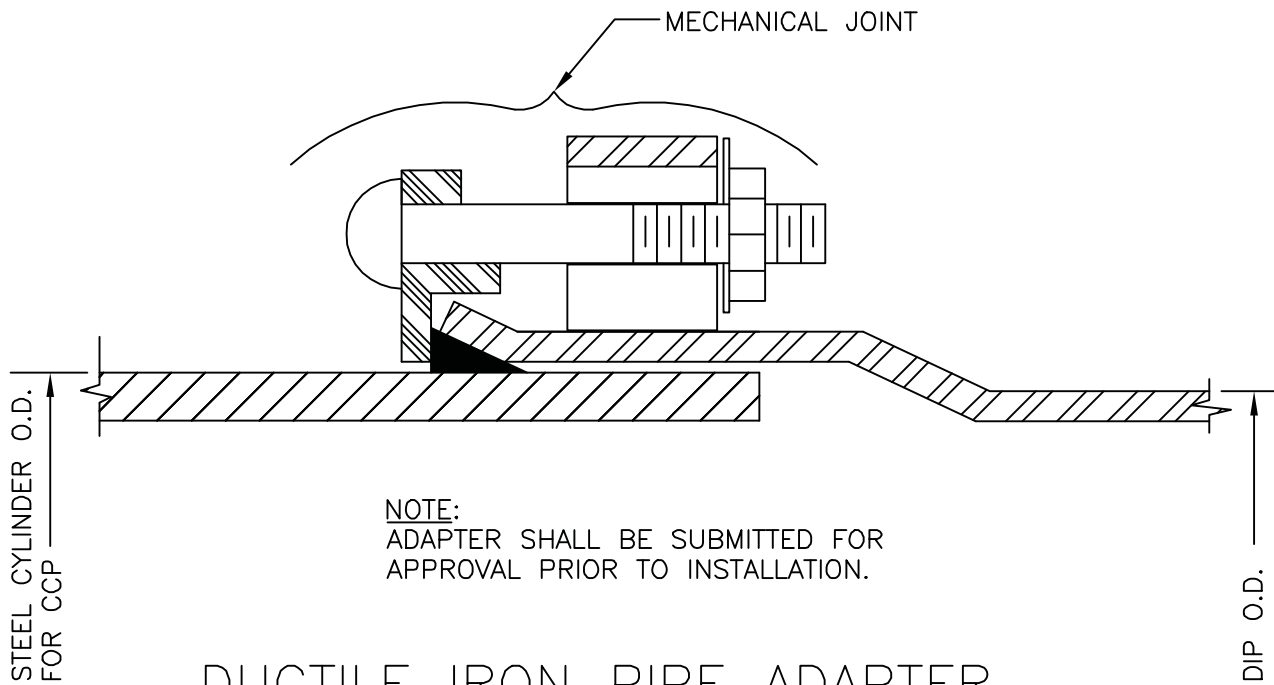 MECHANICAL JOINT
STEEL CYLINDER O.D.
FOR CCP
NOTE:
ADAPTER SHALL BE SUBMITTED FOR
APPROVAL PRIOR TO INSTALLATION.
DIP O.D.
DUCTILE IRON PIPE ADAPTER